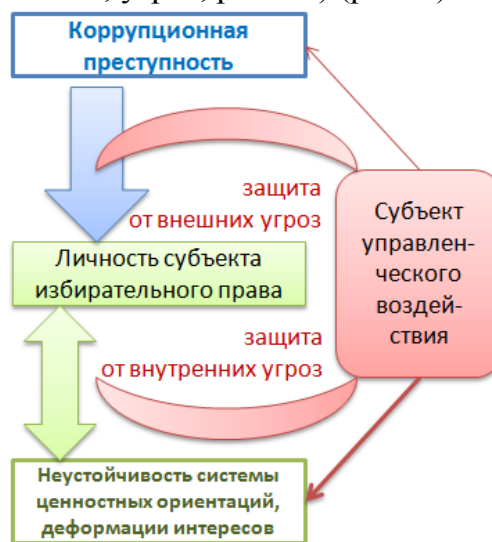 Коррупционная
преступность
защита
от внешних угроз
Субъект
управлен-
ческого
воздей-
ствия
Личность субъекта
избирательного права
защита
от внутренних угроз
Неустойчивость системы
ценностных ориентаций,
деформации интересов